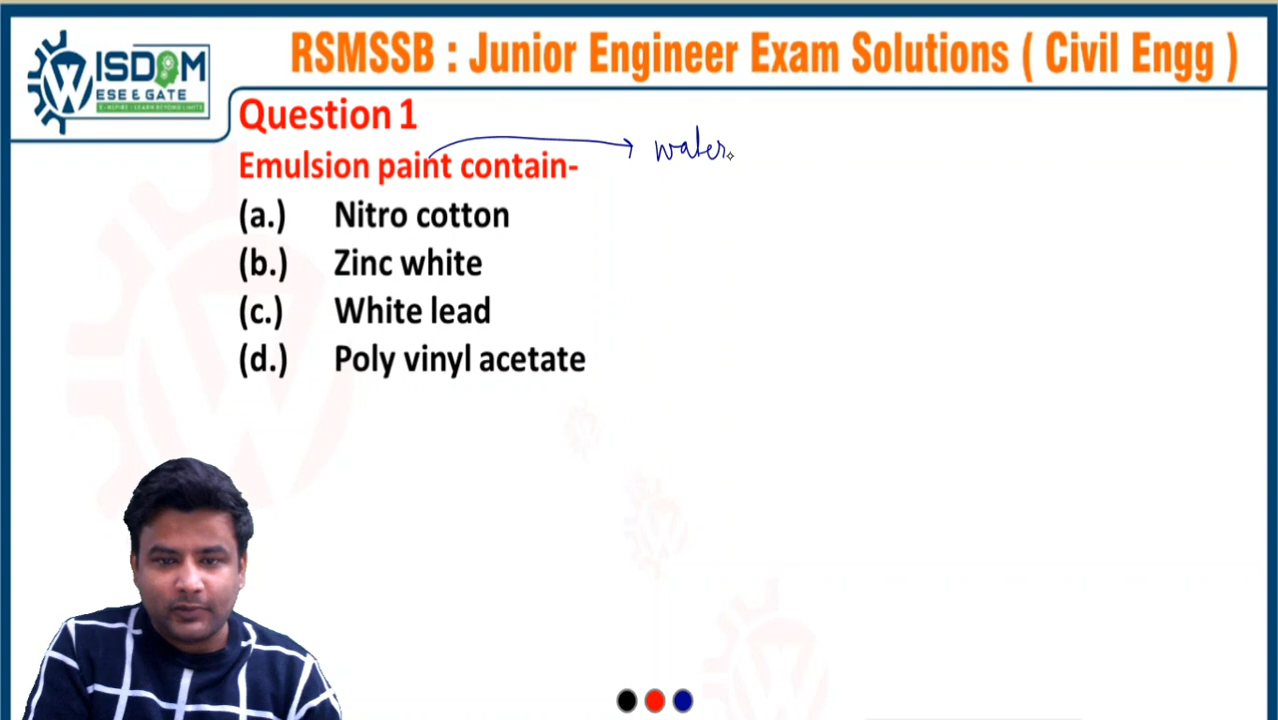 WISDOM
ESE & GATE
RSMSSB : Junior Engineer Exam Solutions ( Civil Engg )
Question 1
Emulsion paint contain-
water
(a.) Nitro cotton
(b.) Zinc white
(c.) White lead
(d.) Poly vinyl acetate